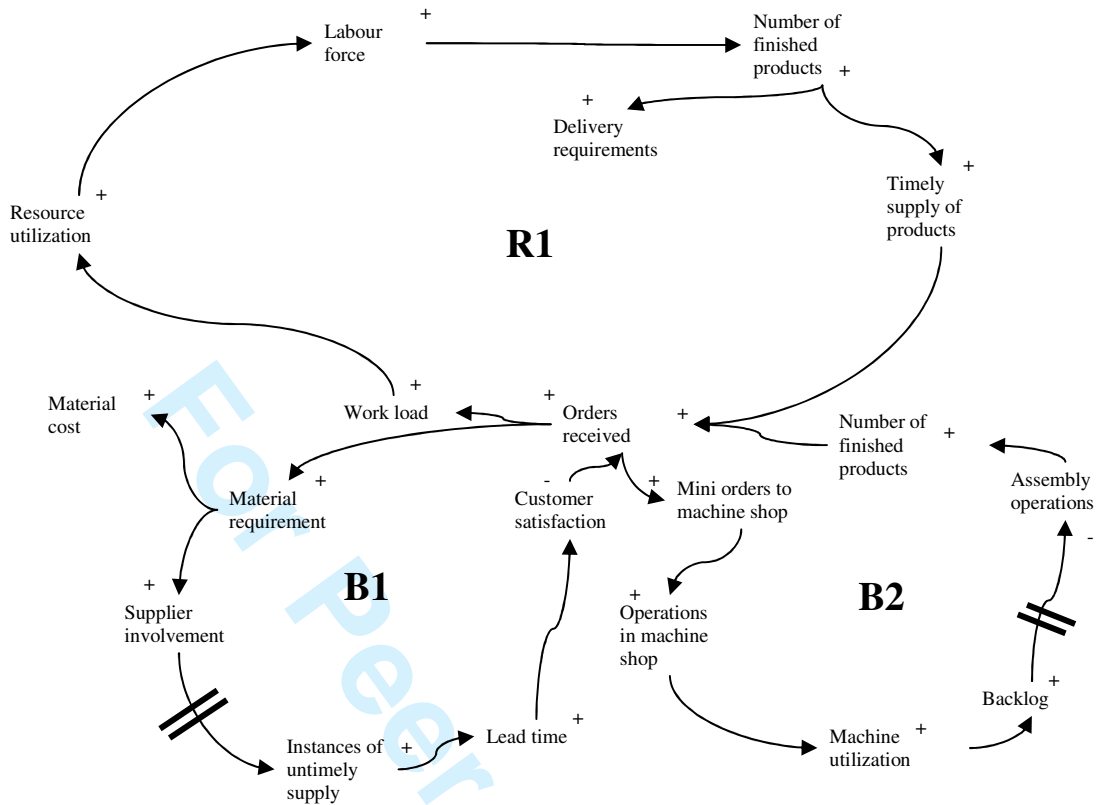 +
Labour
force
Number of
finished
products
+
+
Delivery
requirements
+
Timely
supply of
products
+
Resource
utilization
R1
Material
cost
+
+
Work load
+
Orders
received
+
Number of
finished
products
+
Material
requirement
+
-
Customer
satisfaction
+
Mini orders to
machine shop
Assembly
operations
-
+
Supplier
involvement
B1
+
Operations
in machine
shop
B2
Instances of
untimely
supply
+
Lead time
+
Machine
utilization
+
Backlog
+
For Peer